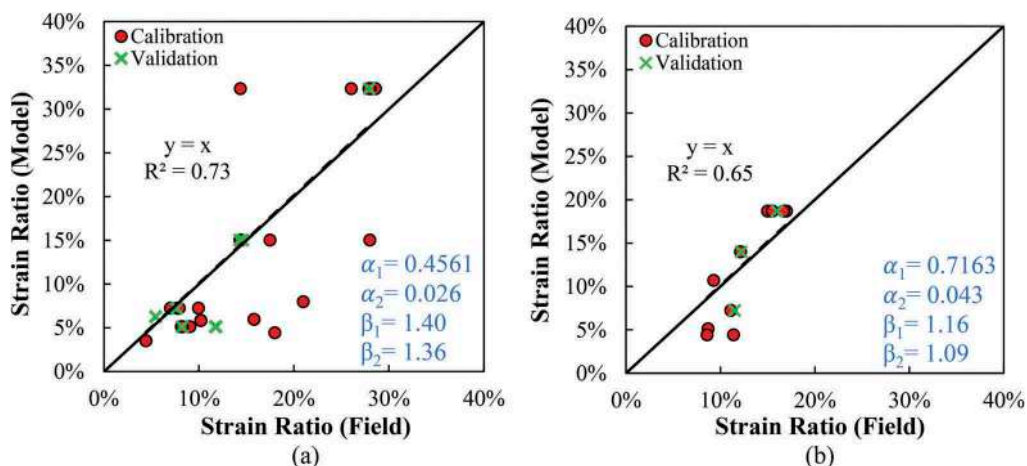 40%
35%
30%
25%
20%
15%
10%
5%
0%
Strain Ratio (Model)
Calibration
Validation
y = x
R² = 0.73
α₁= 0.4561
α₂= 0.026
β₁= 1.40
β₂= 1.36
0% 10% 20% 30% 40%
Strain Ratio (Field)
(a)
40%
35%
30%
25%
20%
15%
10%
5%
0%
Strain Ratio (Model)
Calibration
Validation
y = x
R² = 0.65
α₁= 0.7163
α₂= 0.043
β₁= 1.16
β₂= 1.09
0% 10% 20% 30% 40%
Strain Ratio (Field)
(b)